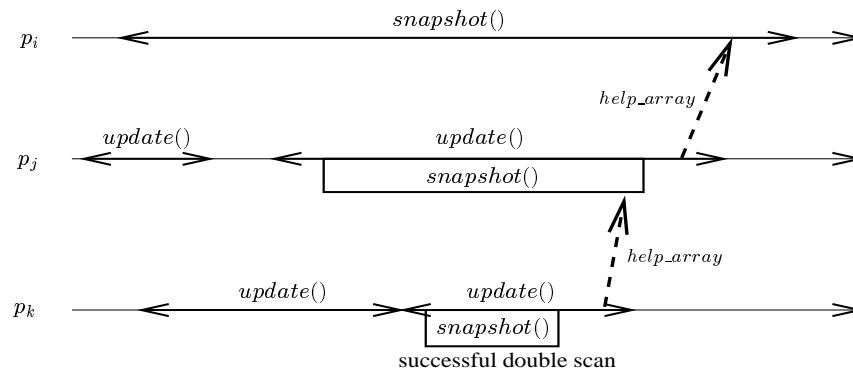 snapshot()
p_i
help_array
update() update()
p_j
snapshot()
help_array
update() update()
p_k
snapshot()
successful double scan